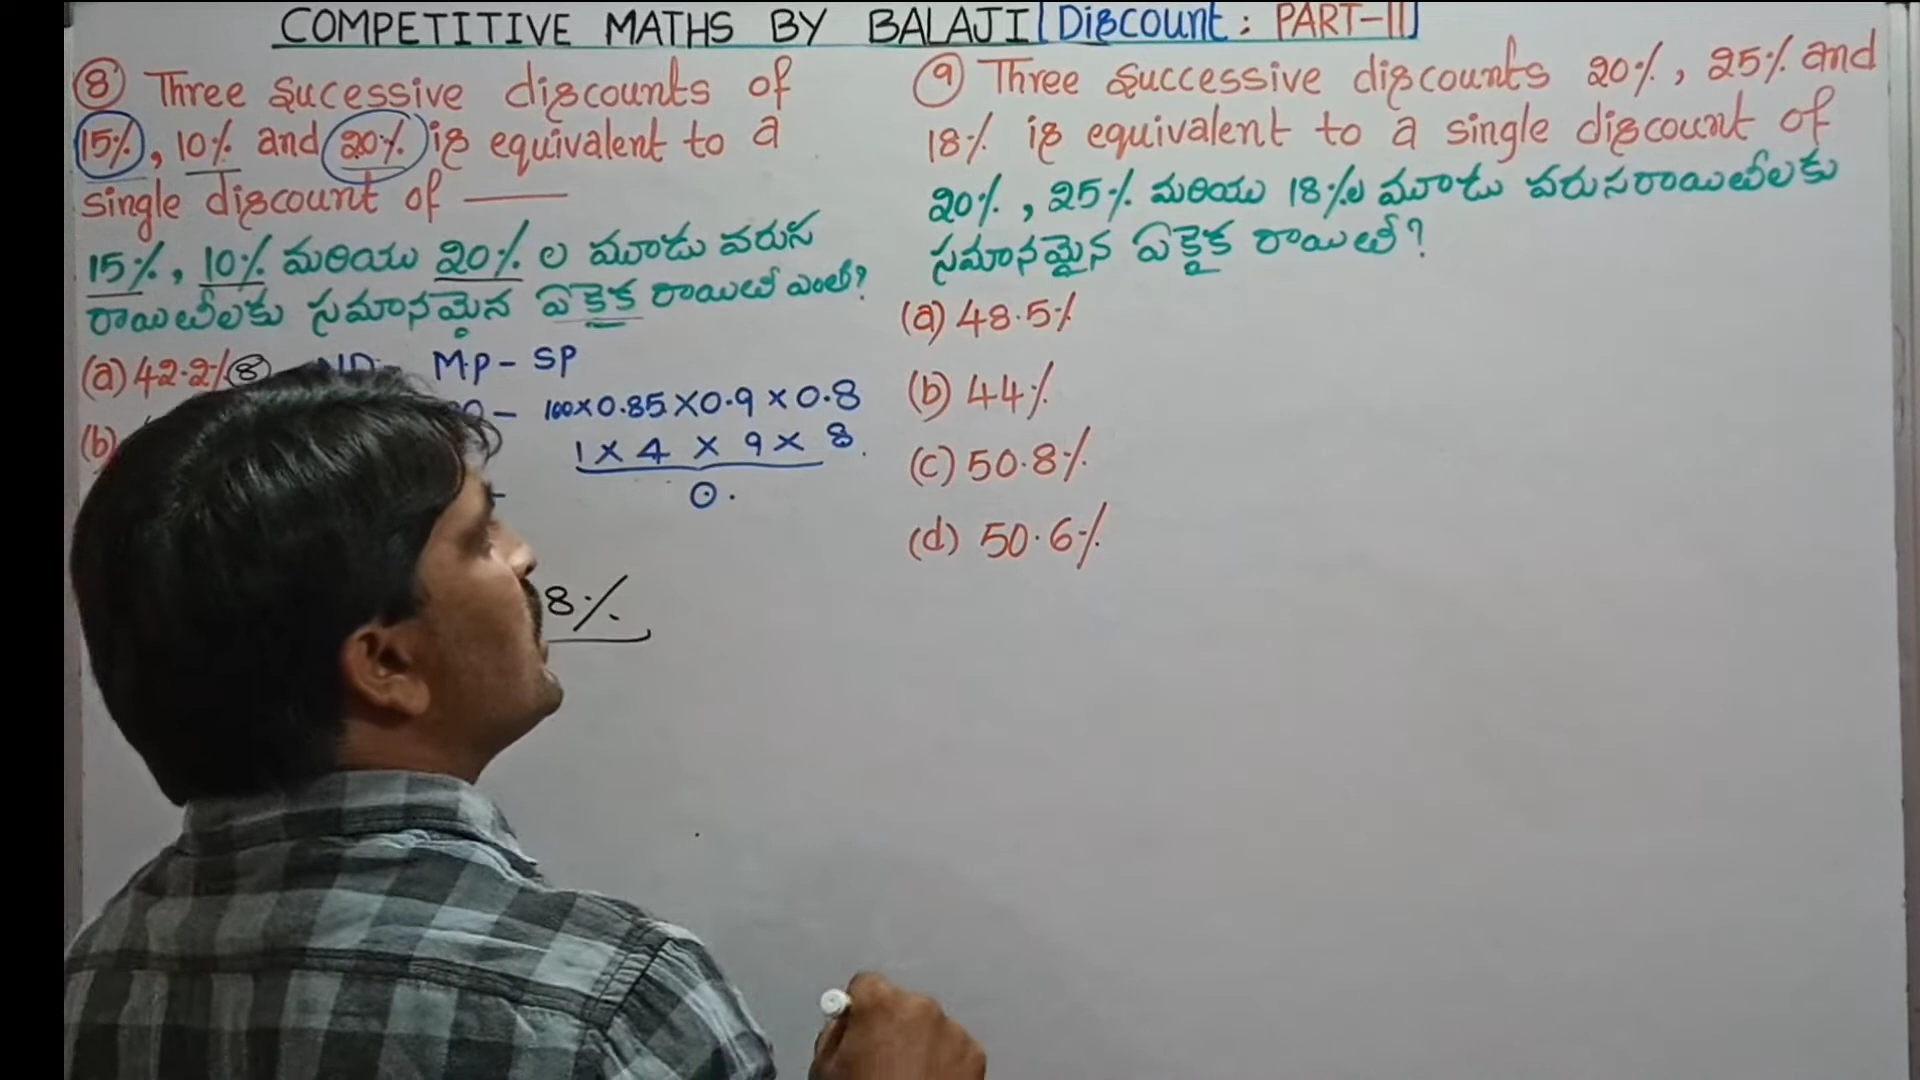 COMPETITIVE MATHS BY BALAJI [Discount: PART-II]
⑧ Three sucessive discounts of
15%, 10% and 20% is equivalent to a
single discount of ———
15%, 10% మరియు 20% ల మూడు వరుస
రాయితీలకు సమానమైన ఏకైక రాయితీ ఎంత?
(a) 42.2% ⑧ M.P - SP
- 100×0.85×0.9×0.8
(b)
1 × 4 × 9 × 8
0.
8%
⑨ Three successive discounts 20%, 25% and
18% is equivalent to a single discount of
20%, 25% మరియు 18%ల మూడు వరుసరాయితీలకు
సమానమైన ఏకైక రాయితీ?
(a) 48.5%
(b) 44%
(c) 50.8%
(d) 50.6%